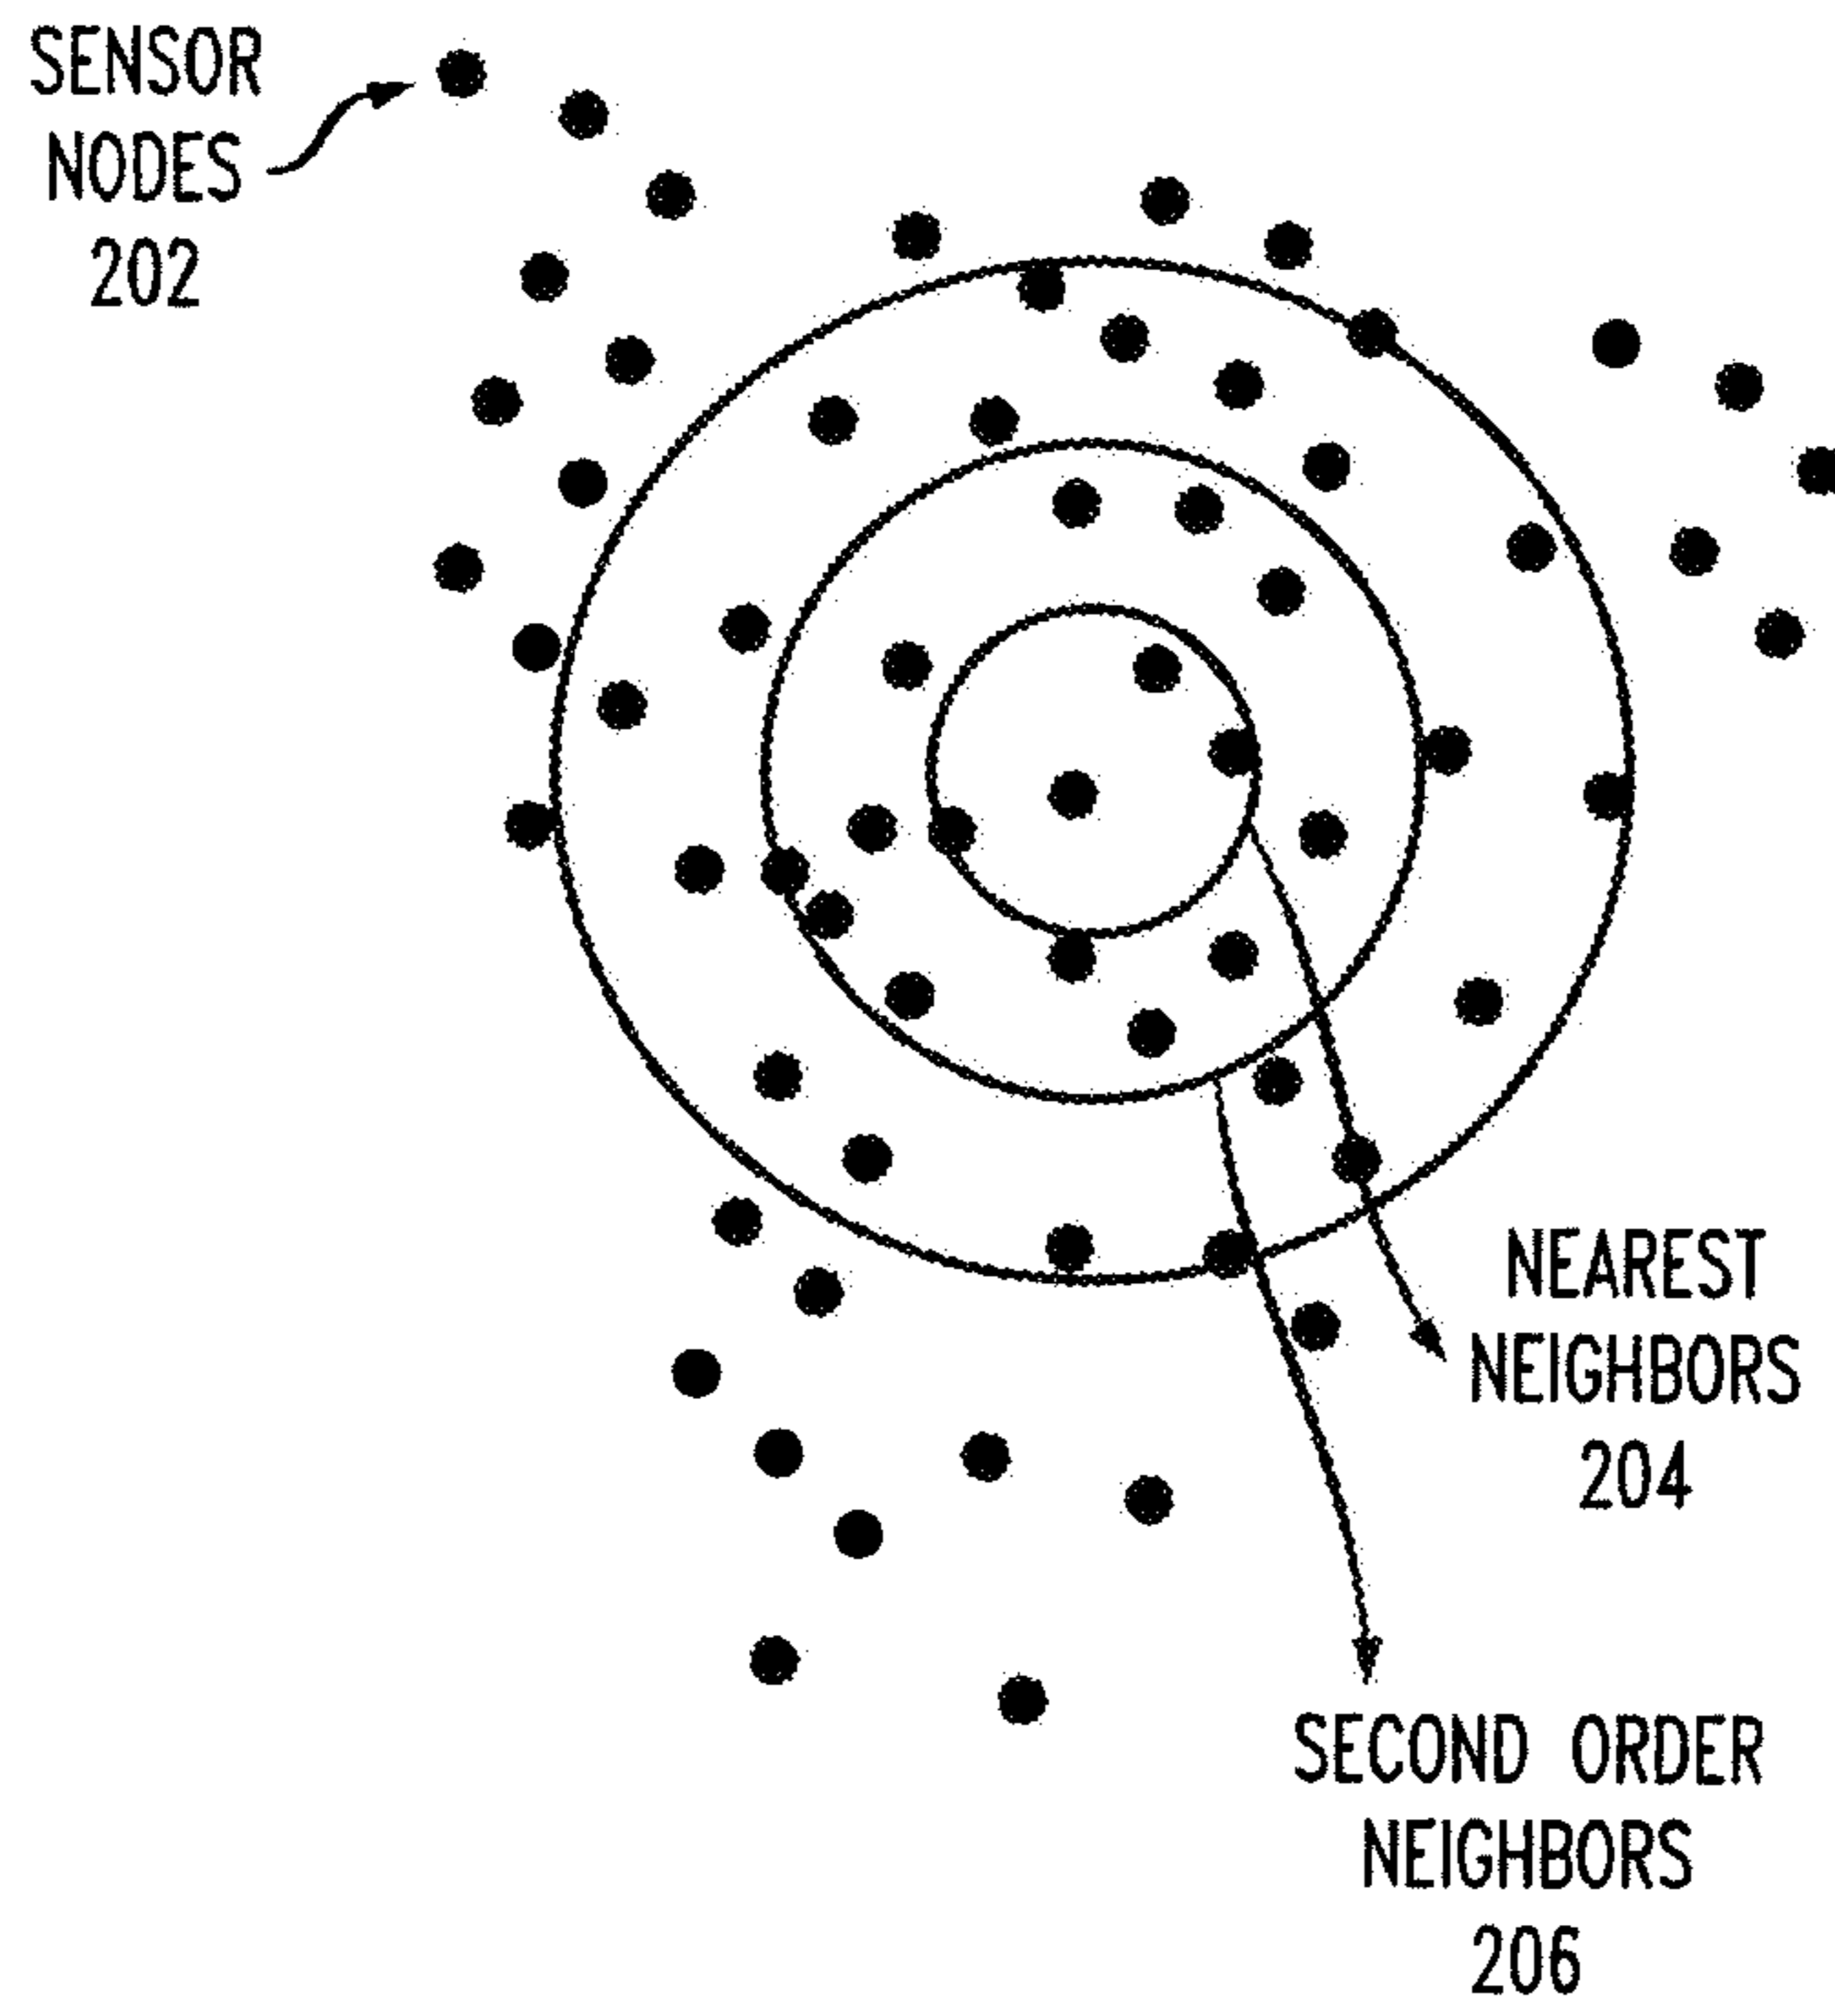 SENSOR
NODES
202
NEAREST
NEIGHBORS
204
SECOND ORDER
NEIGHBORS
206